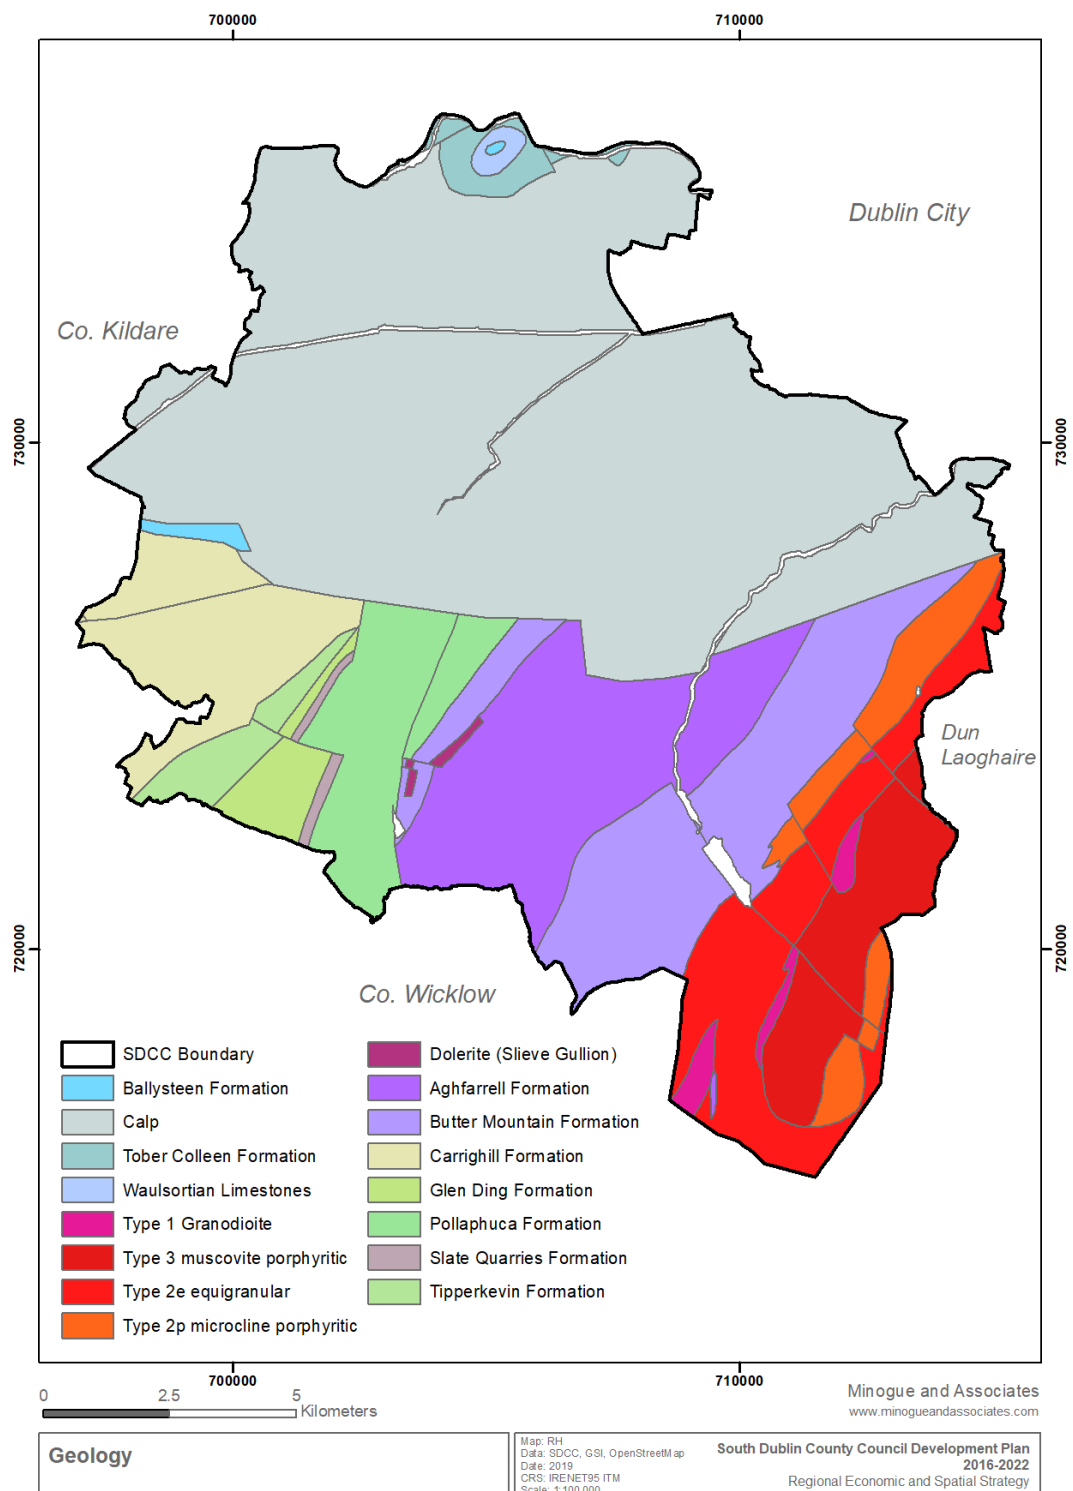 700000
710000
Dublin City
Co. Kildare
730000
730000
Dun
Laoghaire
720000
720000
Co. Wicklow
SDCC Boundary
Ballysteen Formation
Calp
Tober Colleen Formation
Waulsortian Limestones
Type 1 Granodioite
Type 3 muscovite porphyritic
Type 2e equigranular
Type 2p microcline porphyritic
Dolerite (Slieve Gullion)
Aghfarrell Formation
Butter Mountain Formation
Carrighill Formation
Glen Ding Formation
Pollaphuca Formation
Slate Quarries Formation
Tipperkevin Formation
700000
710000
0 2.5 5
Kilometers
Minogue and Associates
www.minogueandassociates.com
Geology
Map: RH
Data: SDCC, GSI, OpenStreetMap
Date: 2019
CRS: IRENET95 ITM
Scale: 1:100,000
South Dublin County Council Development Plan
2016-2022
Regional Economic and Spatial Strategy